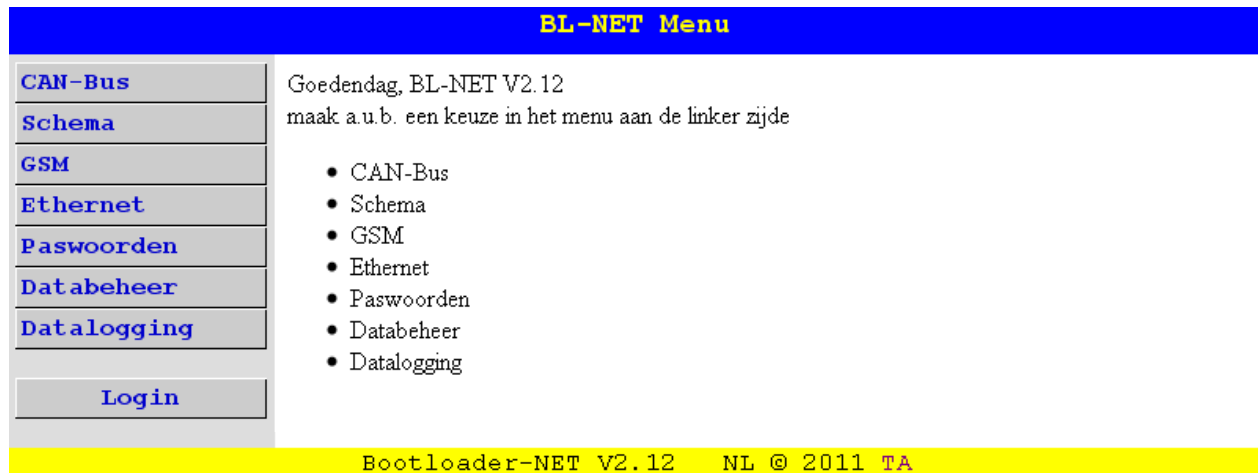 BL-NET Menu
CAN-Bus
Schema
GSM
Ethernet
Paswoorden
Databeheer
Datalogging
Login
Goedendag, BL-NET V2.12
maak a.u.b. een keuze in het menu aan de linker zijde
• CAN-Bus
• Schema
• GSM
• Ethernet
• Paswoorden
• Databeheer
• Datalogging
Bootloader-NET V2.12 NL © 2011 TA